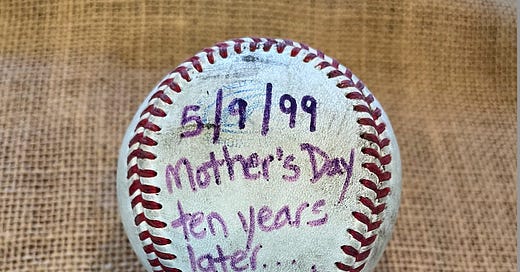 5/9/99
Mother's Day
ten years
later....